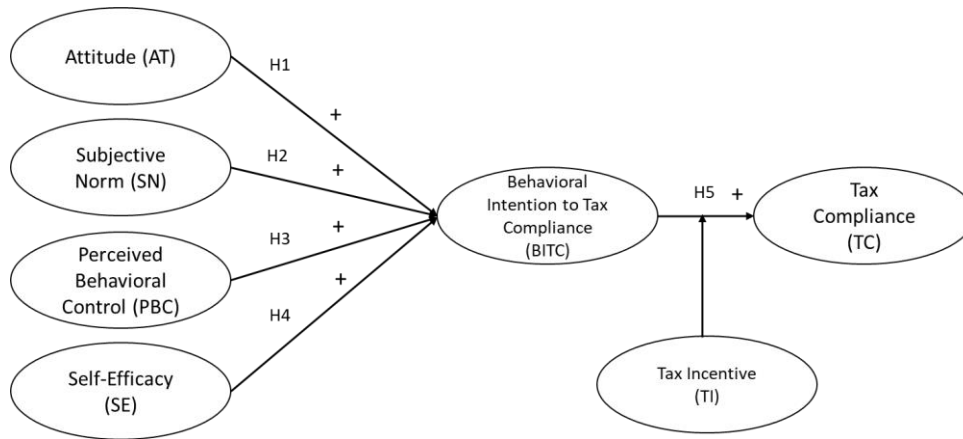 Attitude (AT)
H1
+
Subjective
Norm (SN)
H2
+
Perceived
Behavioral
Control (PBC)
H3
+
Self-Efficacy
(SE)
H4
+
Behavioral
Intention to Tax
Compliance
(BITC)
H5
+
Tax
Compliance
(TC)
Tax Incentive
(TI)